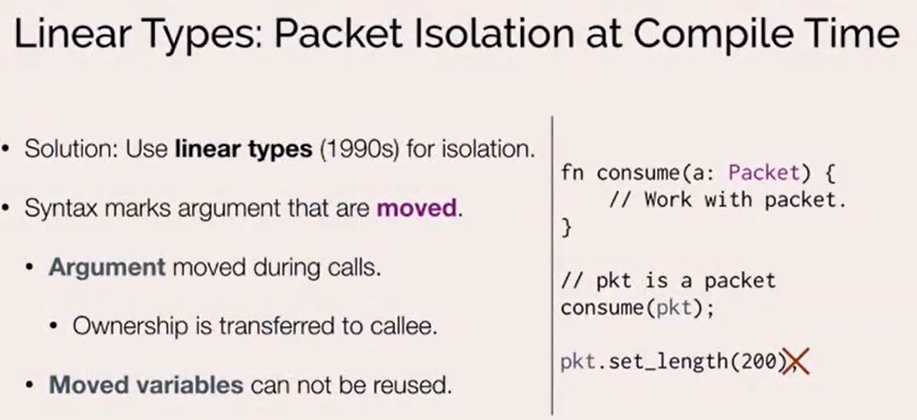 Linear Types: Packet Isolation at Compile Time
• Solution: Use linear types (1990s) for isolation.
• Syntax marks argument that are moved.
• Argument moved during calls.
• Ownership is transferred to callee.
• Moved variables can not be reused.
fn consume(a: Packet) {
// Work with packet.
}
// pkt is a packet
consume(pkt);
pkt.set_length(200);